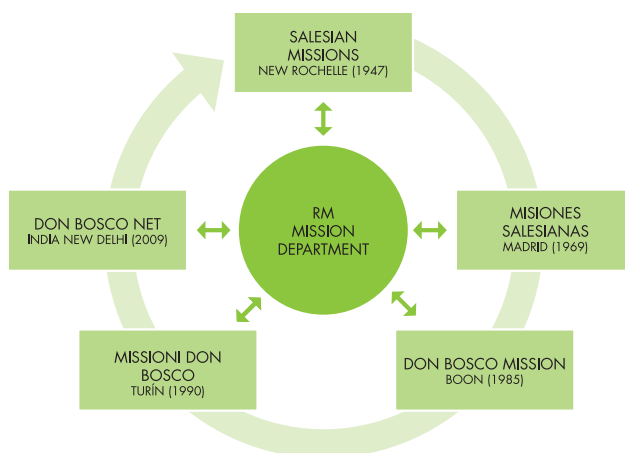 SALESIAN
MISSIONS
NEW ROCHELLE (1947)
RM
MISSION
DEPARTMENT
DON BOSCO NET
INDIA NEW DELHI (2009)
MISIONES
SALESIANAS
MADRID (1969)
MISSIONI DON
BOSCO
TURÍN (1990)
DON BOSCO MISSION
BOON (1985)